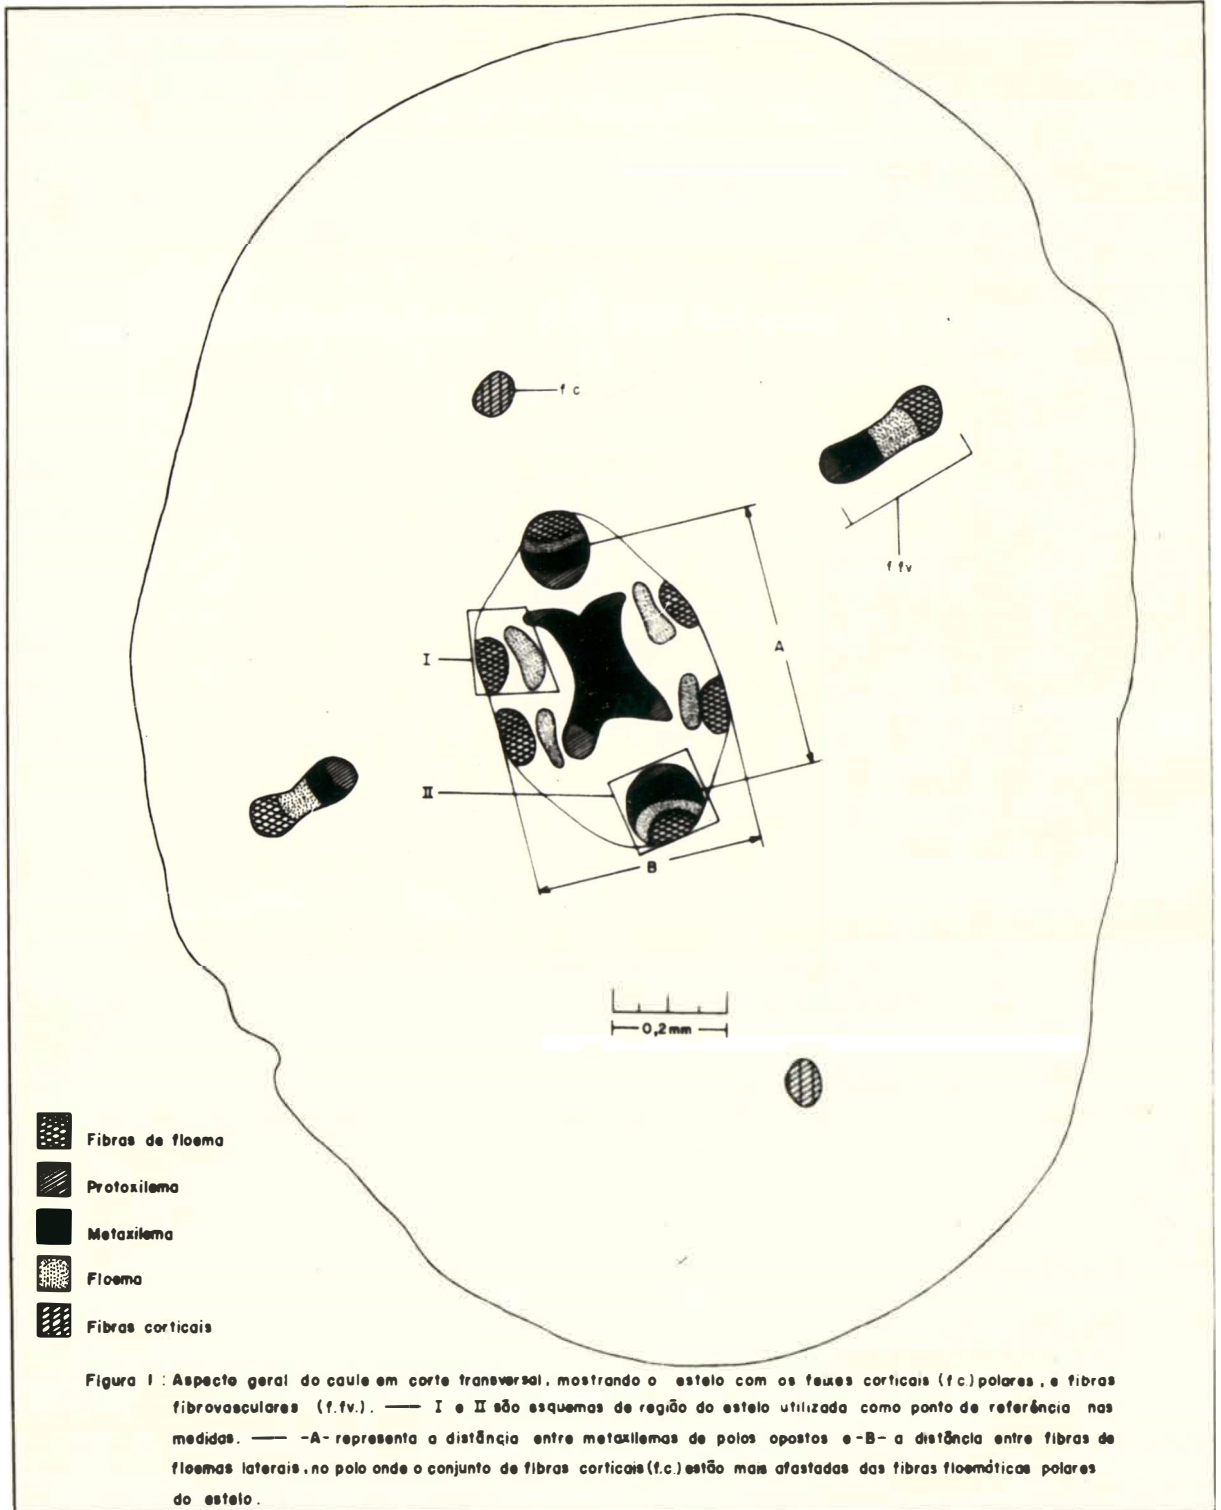 f c
f fv
I
A
II
B
0,2mm
Fibras de floema
Protoxilema
Metaxilema
Floema
Fibras corticais
Figura 1 : Aspecto geral do caule em corte transversal, mostrando o estelo com os feixes corticais (f c.) polares, e fibras
fibrovasculares (f.fv.). —— I e II são esquemas de região do estelo utilizada como ponto de referência nas
medidas. —— -A- representa a distância entre metaxilemas de polos opostos e -B- a distância entre fibras de
floemas laterais, no polo onde o conjunto de fibras corticais (f.c.) estão mais afastadas das fibras floemáticas polares
do estelo.